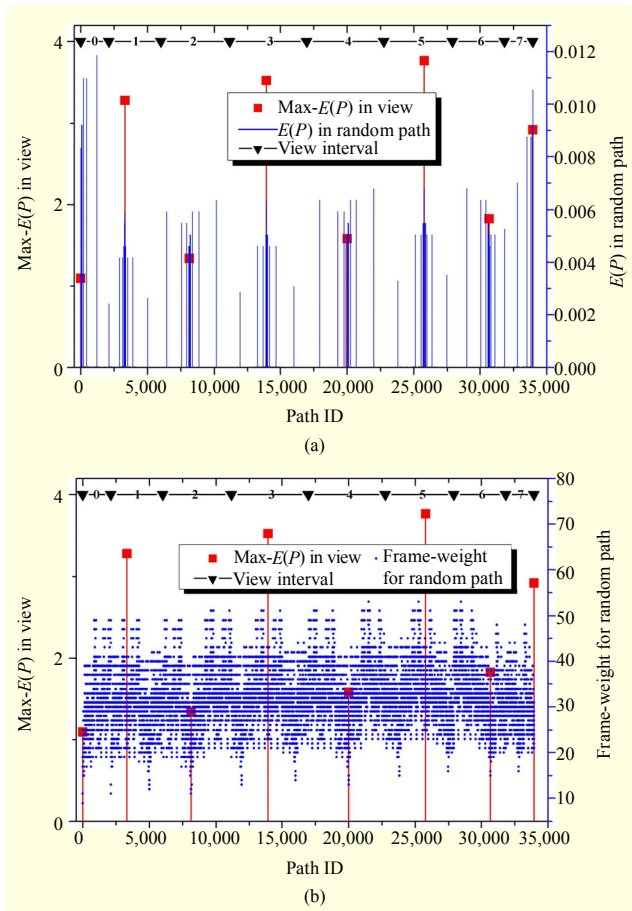 4
2
0
Max-E(P) in view
0 1 2 3 4 5 6 7
Max-E(P) in view
E(P) in random path
View interval
0.012
0.010
0.008
0.006
0.004
0.002
0.000
E(P) in random path
0 5,000 10,000 15,000 20,000 25,000 30,000 35,000
Path ID
(a)
4
2
0
Max-E(P) in view
0 1 2 3 4 5 6 7
Max-E(P) in view
View interval
Frame-weight
for random path
80
70
60
50
40
30
20
10
Frame-weight for random path
0 5,000 10,000 15,000 20,000 25,000 30,000 35,000
Path ID
(b)